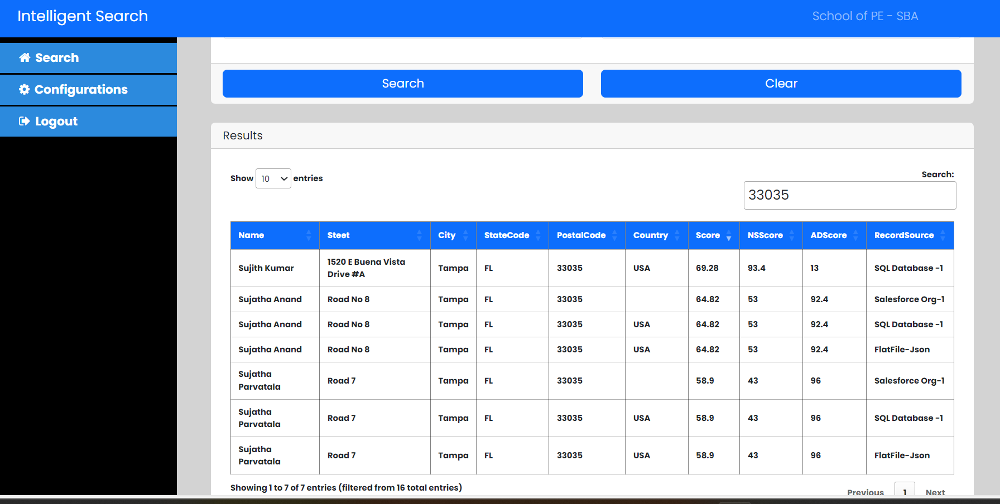 Intelligent Search
School of PE - SBA
Search
Configurations
Logout
Search
Clear
Results
Show 10 entries
Search:
33035
Name Steet City StateCode PostalCode Country Score NSScore ADScore RecordSource
Sujith Kumar 1520 E Buena Vista Drive #A Tampa FL 33035 USA 69.28 93.4 13 SQL Database -1
Sujatha Anand Road No 8 Tampa FL 33035 64.82 53 92.4 Salesforce Org-1
Sujatha Anand Road No 8 Tampa FL 33035 USA 64.82 53 92.4 SQL Database -1
Sujatha Anand Road No 8 Tampa FL 33035 USA 64.82 53 92.4 FlatFile-Json
Sujatha Parvatala Road 7 Tampa FL 33035 58.9 43 96 Salesforce Org-1
Sujatha Parvatala Road 7 Tampa FL 33035 USA 58.9 43 96 SQL Database -1
Sujatha Parvatala Road 7 Tampa FL 33035 USA 58.9 43 96 FlatFile-Json
Showing 1 to 7 of 7 entries (filtered from 16 total entries)
Previous 1 Next